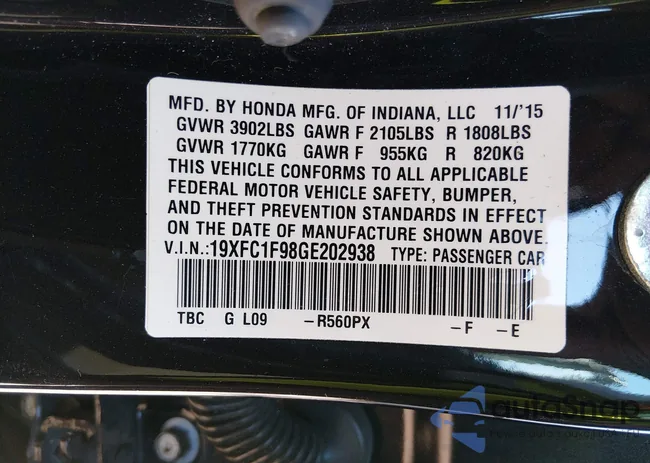 MFD. BY HONDA MFG. OF INDIANA, LLC 11/'15
GVWR 3902LBS GAWR F 2105LBS R 1808LBS
GVWR 1770KG GAWR F 955KG R 820KG
THIS VEHICLE CONFORMS TO ALL APPLICABLE
FEDERAL MOTOR VEHICLE SAFETY, BUMPER,
AND THEFT PREVENTION STANDARDS IN EFFECT
ON THE DATE OF MANUFACTURE SHOWN ABOVE.
V.I.N.:19XFC1F98GE202938 TYPE: PASSENGER CAR
TBC G L09 -R560PX -F -E
autoSnap